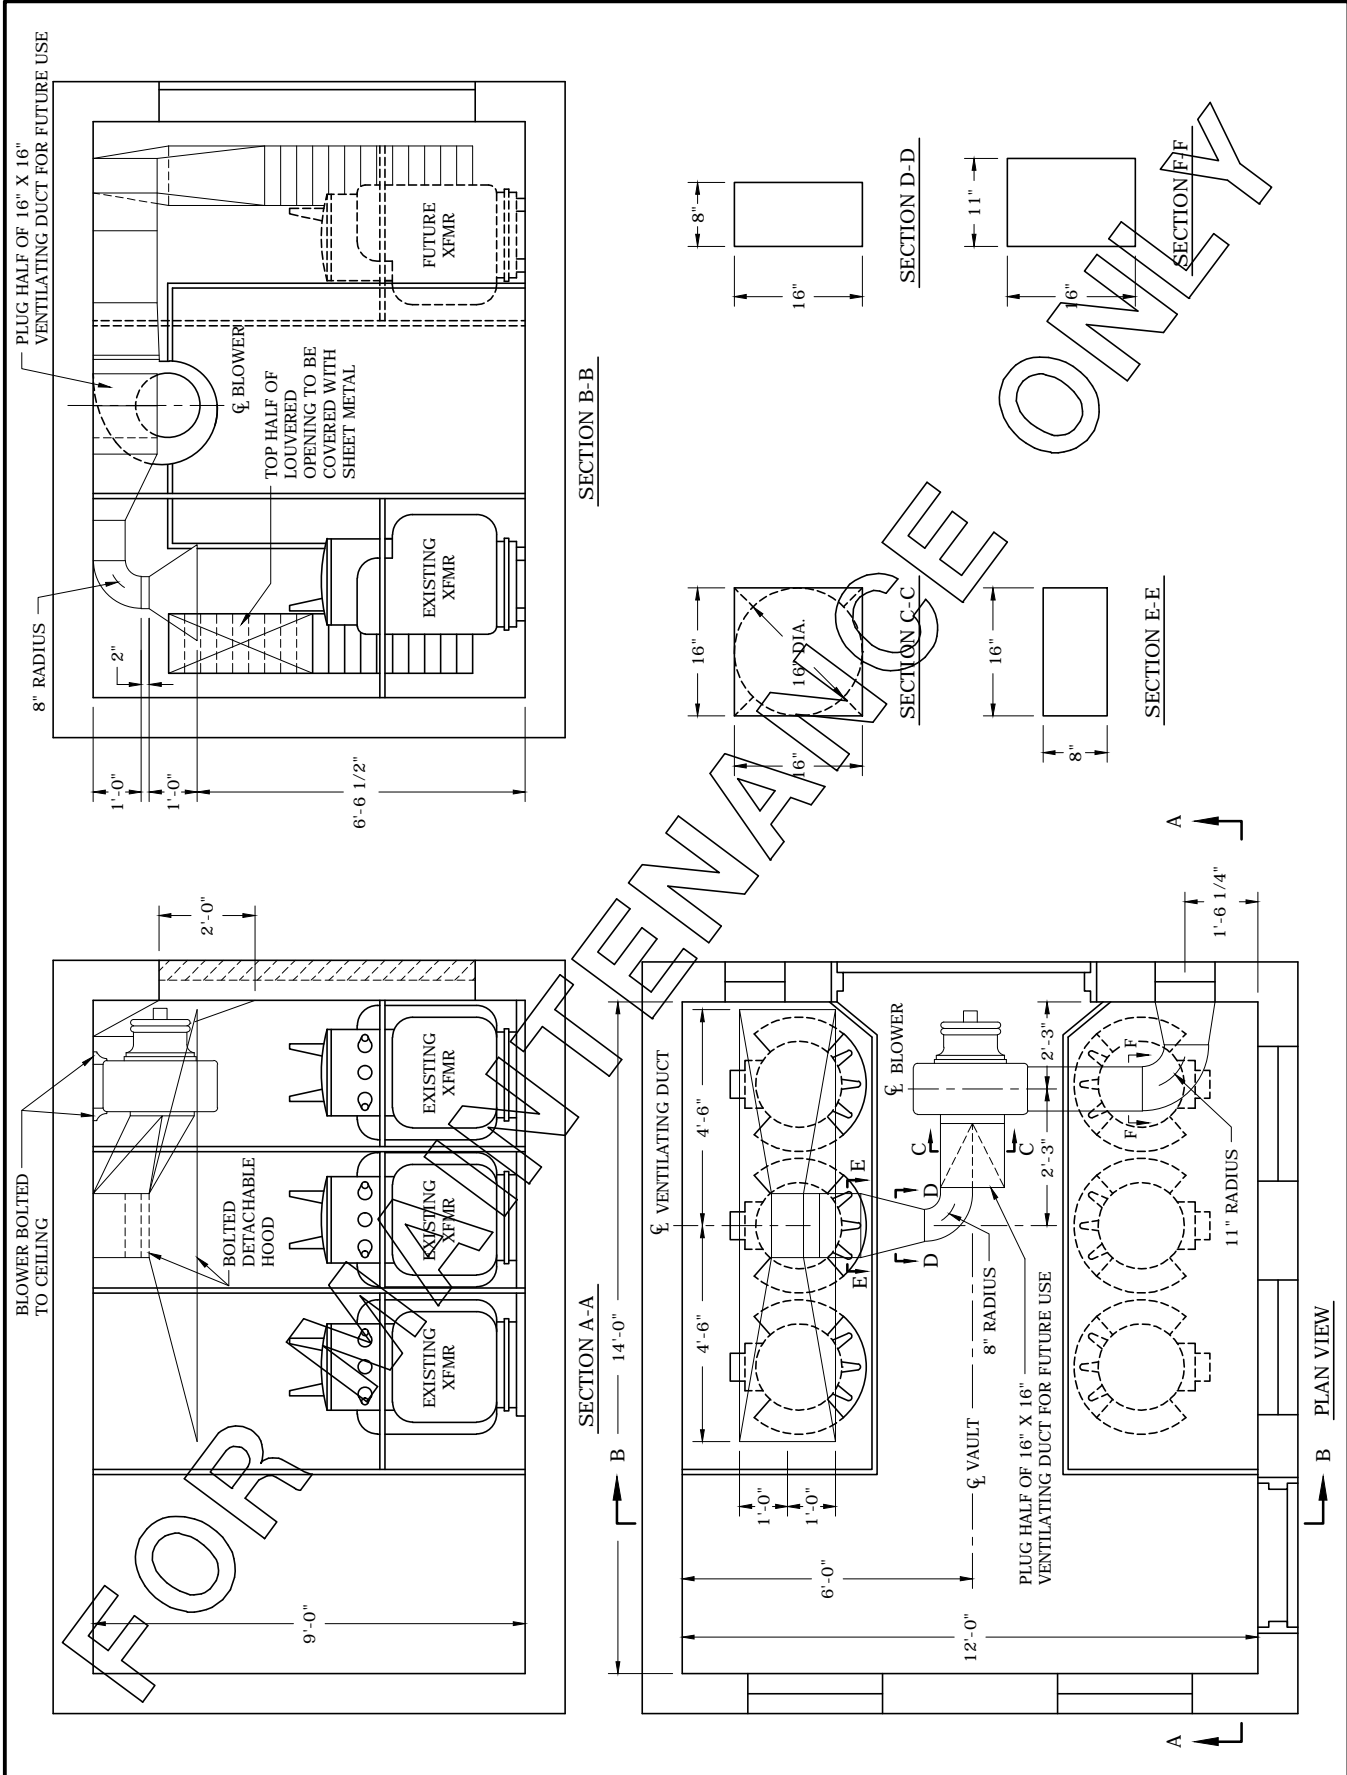 BLOWER BOLTED
TO CEILING
BOLTED
DETACHABLE
HOOD
2'-0"
9'-0"
EXISTING
XFMR
EXISTING
XFMR
EXISTING
XFMR
SECTION A-A
PLUG HALF OF 16" X 16"
VENTILATING DUCT FOR FUTURE USE
8" RADIUS
2"
1'-0"
1'-0"
6'-6 1/2"
℄ BLOWER
TOP HALF OF
LOUVERED
OPENING TO BE
COVERED WITH
SHEET METAL
EXISTING
XFMR
FUTURE
XFMR
SECTION B-B
B
14'-0"
℄ VENTILATING DUCT
4'-6"
4'-6"
1'-0"
1'-0"
6'-0"
12'-0"
℄ BLOWER
℄ VAULT
E
E
D
D
C
C
F
F
2'-3"
2'-3"
8" RADIUS
PLUG HALF OF 16" X 16"
VENTILATING DUCT FOR FUTURE USE
11" RADIUS
1'-6 1/4"
A
A
B
PLAN VIEW
16"
16"
16" DIA.
SECTION C-C
8"
16"
SECTION D-D
16"
8"
SECTION E-E
11"
16"
SECTION F-F
FOR MAINTENANCE ONLY